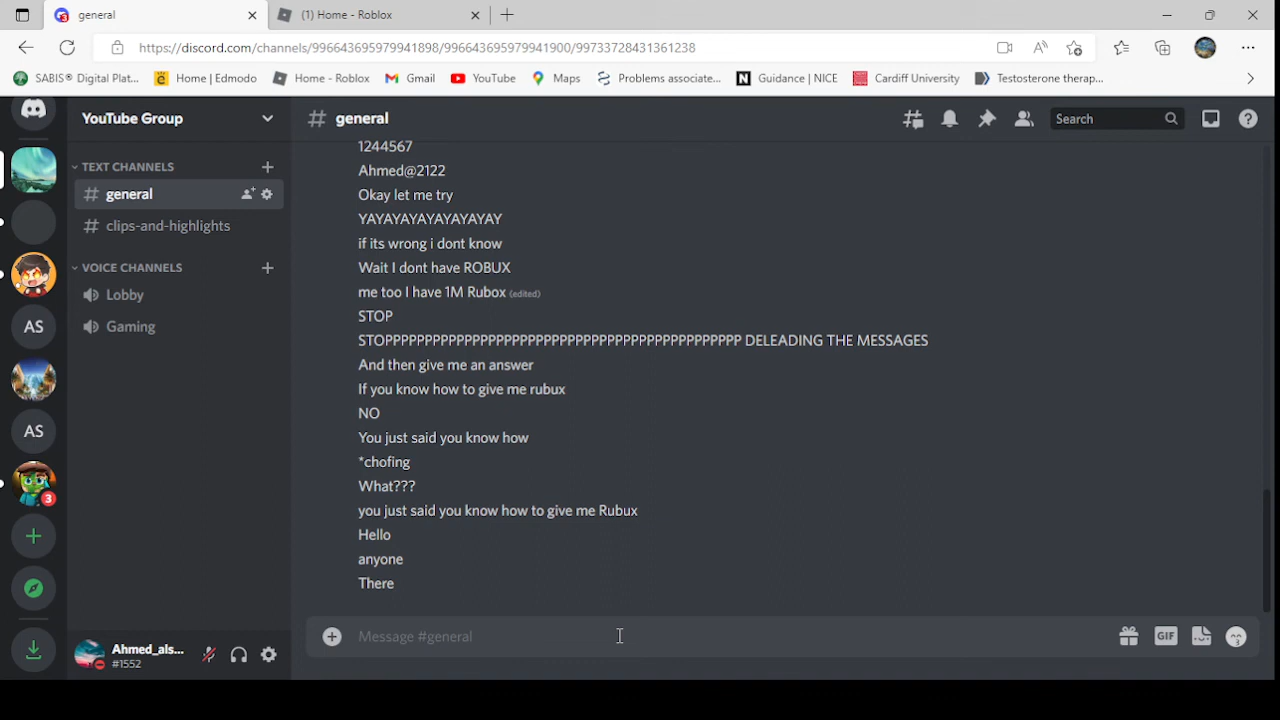 general
(1) Home - Roblox
https://discord.com/channels/996643695979941898/996643695979941900/99733728431361238
SABIS® Digital Plat...
Home | Edmodo
Home - Roblox
Gmail
YouTube
Maps
Problems associate...
Guidance | NICE
Cardiff University
Testosterone therap...
YouTube Group
general
Search
TEXT CHANNELS
general
clips-and-highlights
VOICE CHANNELS
Lobby
Gaming
AS
AS
3
1244567
Ahmed@2122
Okay let me try
YAYAYAYAYAYAYAYAY
if its wrong i dont know
Wait I dont have ROBUX
me too I have 1M Rubox (edited)
STOP
STOPPPPPPPPPPPPPPPPPPPPPPPPPPPPPPPPPPPPPPPPPPPPPP DELEADING THE MESSAGES
And then give me an answer
If you know how to give me rubux
NO
You just said you know how
*chofing
What???
you just said you know how to give me Rubux
Hello
anyone
There
Message #general
GIF
Ahmed_als...
#1552